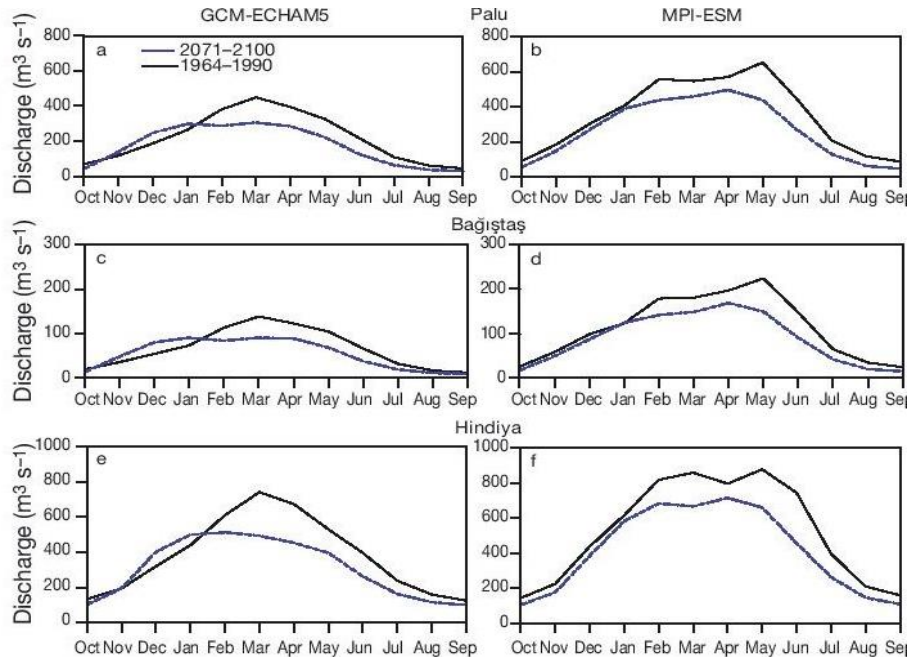 GCM-ECHAM5 Palu MPI-ESM
Discharge (m³ s⁻¹)
800
600
400
200
0
a
2071–2100
1964–1990
Oct Nov Dec Jan Feb Mar Apr May Jun Jul Aug Sep
800
600
400
200
0
b
Oct Nov Dec Jan Feb Mar Apr May Jun Jul Aug Sep
Bağıştaş
Discharge (m³ s⁻¹)
300
200
100
0
c
Oct Nov Dec Jan Feb Mar Apr May Jun Jul Aug Sep
300
200
100
0
d
Oct Nov Dec Jan Feb Mar Apr May Jun Jul Aug Sep
Hindiya
Discharge (m³ s⁻¹)
1000
800
600
400
200
0
e
Oct Nov Dec Jan Feb Mar Apr May Jun Jul Aug Sep
1000
800
600
400
200
0
f
Oct Nov Dec Jan Feb Mar Apr May Jun Jul Aug Sep